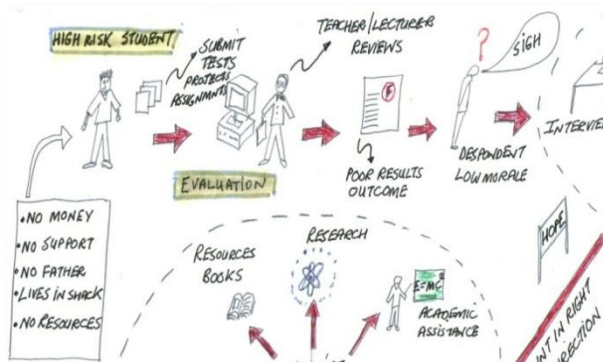 HIGH RISK STUDENT
SUBMIT
TESTS
PROJECTS
ASSIGNMNTS
TEACHER/LECTURER
REVIEWS
F
POOR RESULTS
OUTCOME
?
SIGH
DESPONDENT
LOW MORALE
INTERVIE
EVALUATION
• NO MONEY
• NO SUPPORT
• NO FATHER
• LIVES IN SHACK
• NO RESOURCES
RESOURCES
BOOKS
RESEARCH
E=MC²
ACADEMIC
ASSISTANCE
HOPE
NT IN RIGHT
IRECTION